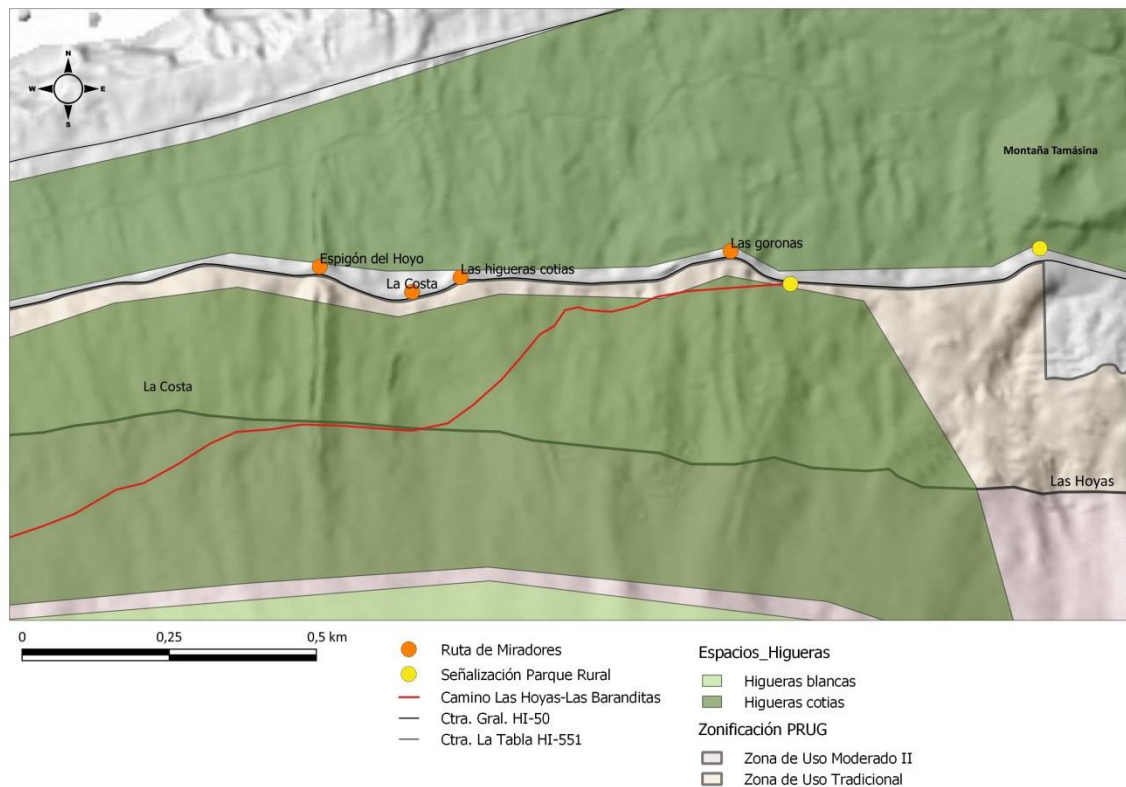 N
W E
S
Montaña Tamásina
Las goronas
Espigón del Hoyo
Las higueras cotias
La Costa
La Costa
Las Hoyas
0 0,25 0,5 km
Ruta de Miradores
Señalización Parque Rural
Camino Las Hoyas-Las Baranditas
Ctra. Gral. HI-50
Ctra. La Tabla HI-551
Espacios_Higueras
Higueras blancas
Higueras cotias
Zonificación PRUG
Zona de Uso Moderado II
Zona de Uso Tradicional